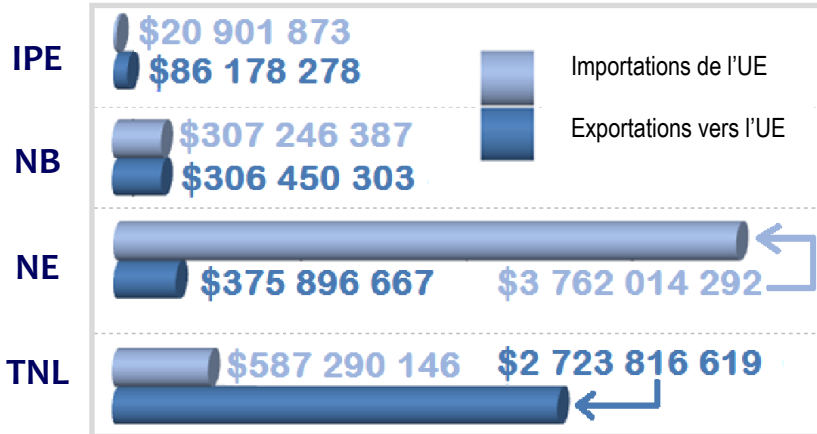 IPE
$20 901 873
$86 178 278
Importations de l'UE
Exportations vers l'UE
NB
$307 246 387
$306 450 303
NE
$375 896 667
$3 762 014 292
TNL
$587 290 146
$2 723 816 619